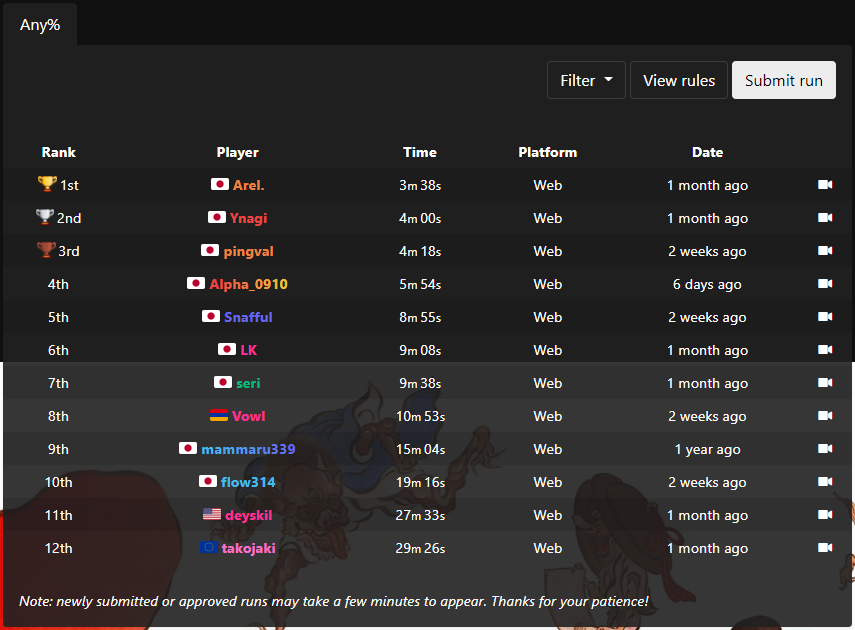 Any%
Filter View rules Submit run
Rank Player Time Platform Date
1st Arel. 3m 38s Web 1 month ago
2nd Ynagi 4m 00s Web 1 month ago
3rd pingval 4m 18s Web 2 weeks ago
4th Alpha_0910 5m 54s Web 6 days ago
5th Snafful 8m 55s Web 2 weeks ago
6th LK 9m 08s Web 1 month ago
7th seri 9m 38s Web 1 month ago
8th Vowl 10m 53s Web 2 weeks ago
9th mammaru339 15m 04s Web 1 year ago
10th flow314 19m 16s Web 2 weeks ago
11th deyskil 27m 33s Web 1 month ago
12th takojaki 29m 26s Web 1 month ago
Note: newly submitted or approved runs may take a few minutes to appear. Thanks for your patience!